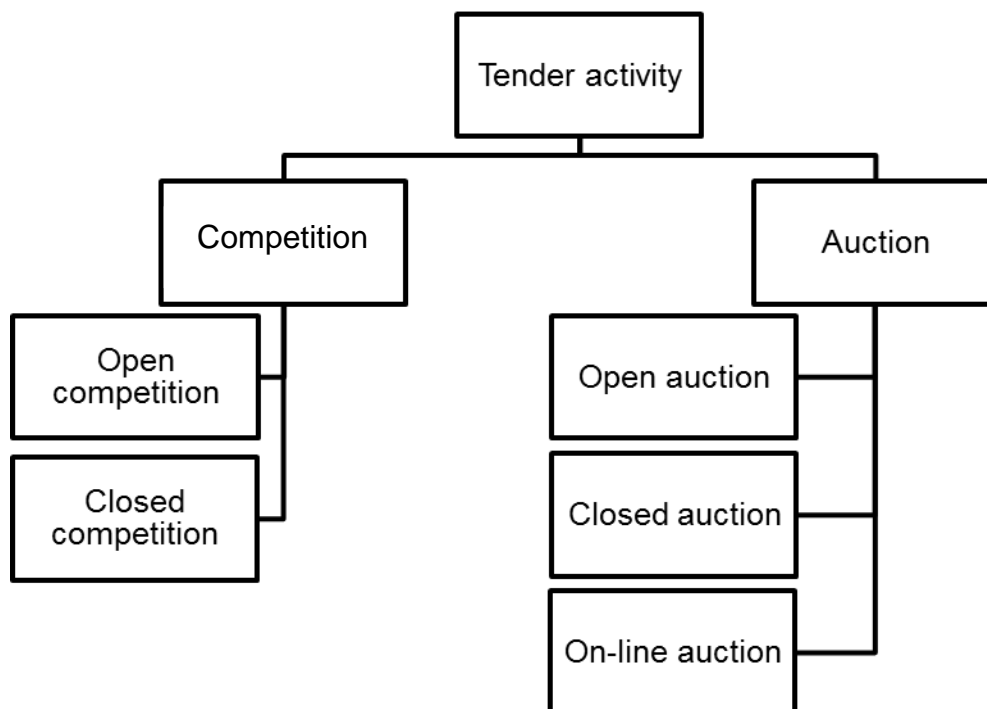 Tender activity
Competition
Auction
Open
competition
Closed
competition
Open auction
Closed auction
On-line auction